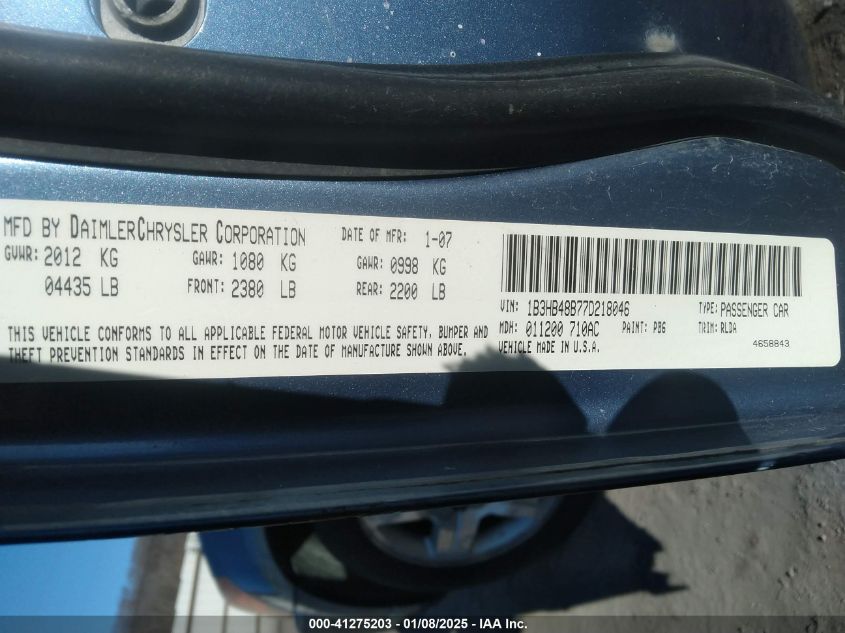 MFD BY DAIMLERCHRYSLER CORPORATION DATE OF MFR: 1-07
GVWR: 2012 KG GAWR: 1080 KG GAWR: 0998 KG
04435 LB FRONT: 2380 LB REAR: 2200 LB
THIS VEHICLE CONFORMS TO ALL APPLICABLE FEDERAL MOTOR VEHICLE SAFETY, BUMPER AND
THEFT PREVENTION STANDARDS IN EFFECT ON THE DATE OF MANUFACTURE SHOWN ABOVE.
VIN: 1B3HB48B77D218046 TYPE: PASSENGER CAR
MDH: 011200 710AC PAINT: PB6 TRIM: RLDA
VEHICLE MADE IN U.S.A. 4658843
000-41275203 - 01/08/2025 - IAA Inc.